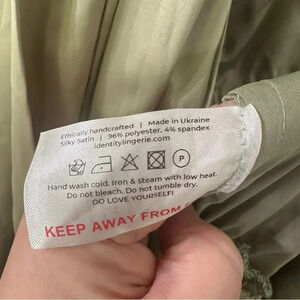 Ethically handcrafted | Made in Ukraine
Silky Satin | 96% polyester, 4% spandex
identitylingerie.com
P
Hand wash cold. Iron & steam with low heat.
Do not bleach. Do not tumble dry.
DO LOVE YOURSELF!
KEEP AWAY FROM